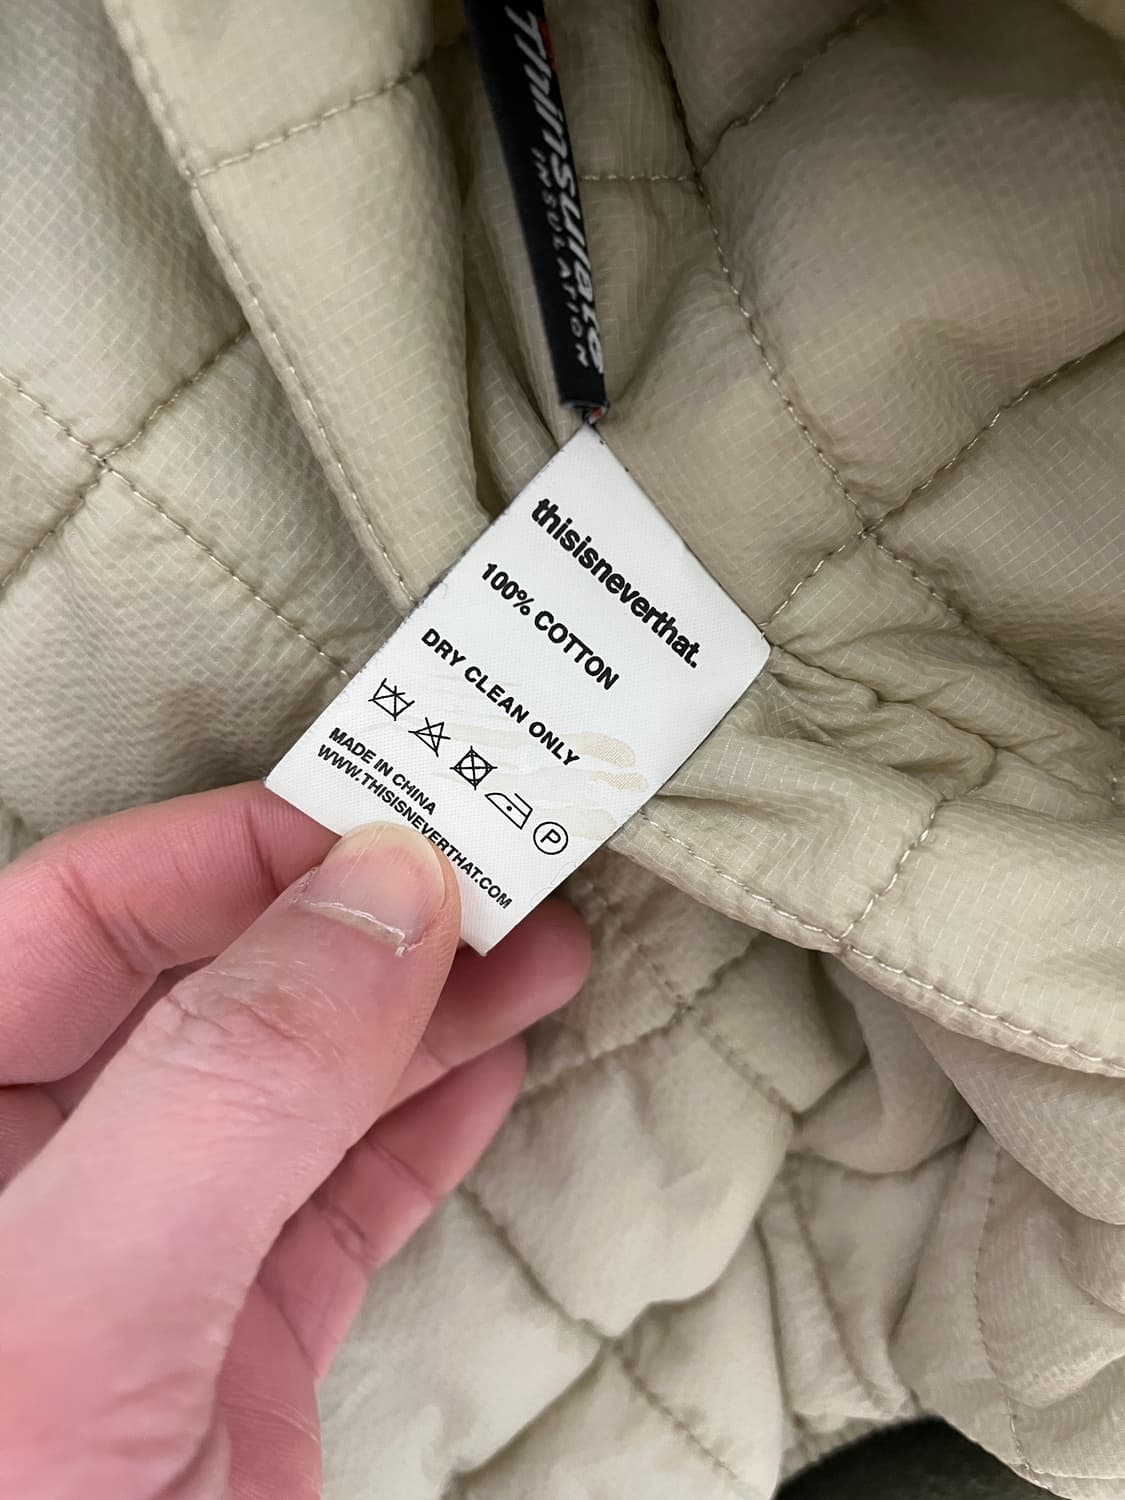 Thinsulate
INSULATION
thisisneverthat.
100% COTTON
DRY CLEAN ONLY
P
MADE IN CHINA
WWW.THISISNEVERTHAT.COM